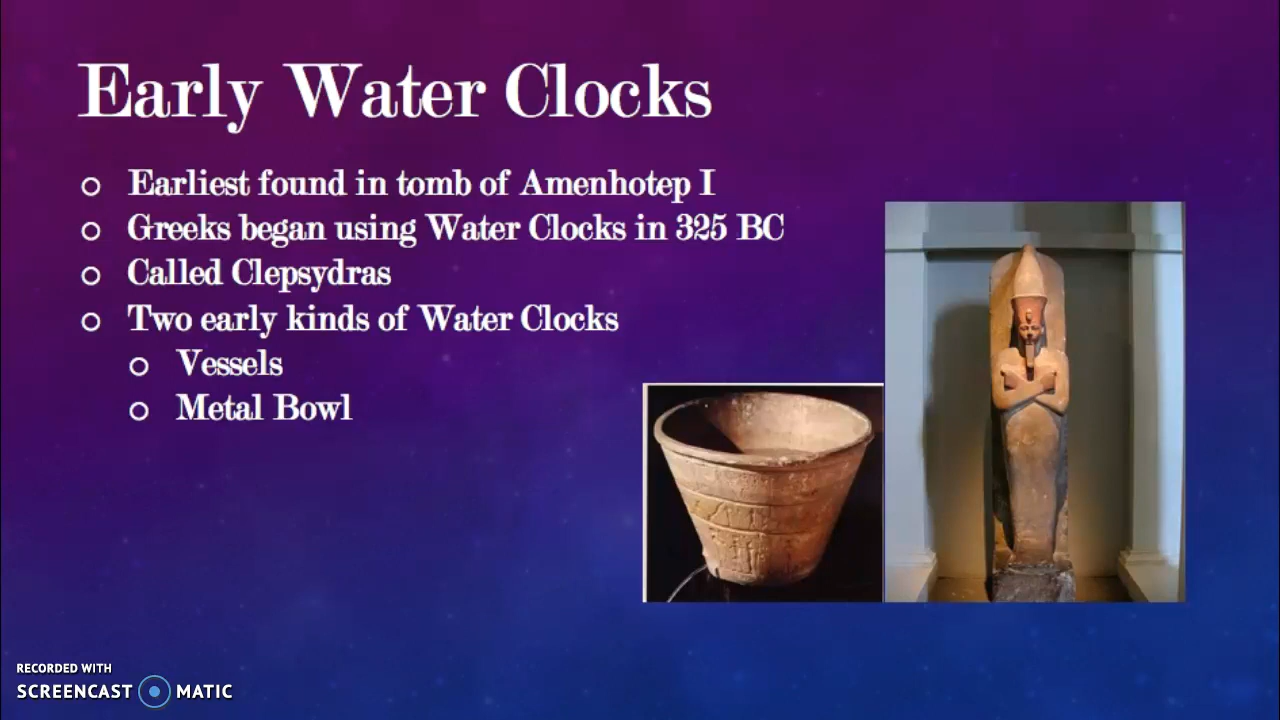 Early Water Clocks
Earliest found in tomb of Amenhotep I
Greeks began using Water Clocks in 325 BC
Called Clepsydras
Two early kinds of Water Clocks
Vessels
Metal Bowl
RECORDED WITH
SCREENCAST MATIC